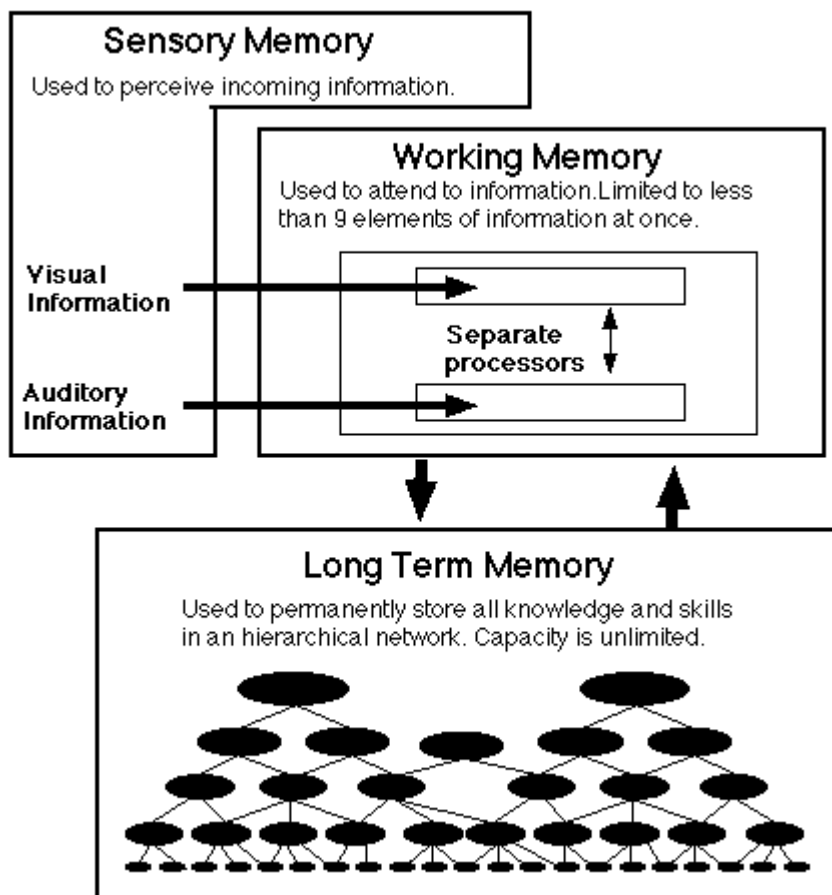 Sensory Memory
Used to perceive incoming information.
Working Memory
Used to attend to information.Limited to less
than 9 elements of information at once.
Visual
Information
Separate
processors
Auditory
Information
Long Term Memory
Used to permanently store all knowledge and skills
in an hierarchical network. Capacity is unlimited.